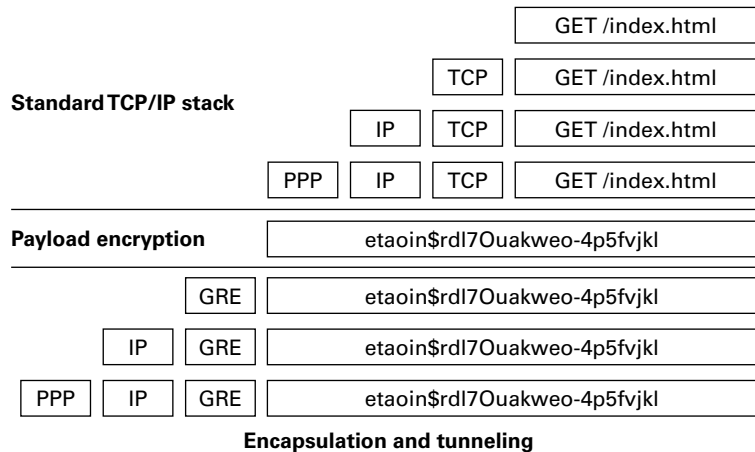 GET /index.html
TCP GET /index.html
Standard TCP/IP stack
IP TCP GET /index.html
PPP IP TCP GET /index.html
Payload encryption etaoin$rdl7Ouakweo-4p5fvjkl
GRE etaoin$rdl7Ouakweo-4p5fvjkl
IP GRE etaoin$rdl7Ouakweo-4p5fvjkl
PPP IP GRE etaoin$rdl7Ouakweo-4p5fvjkl
Encapsulation and tunneling